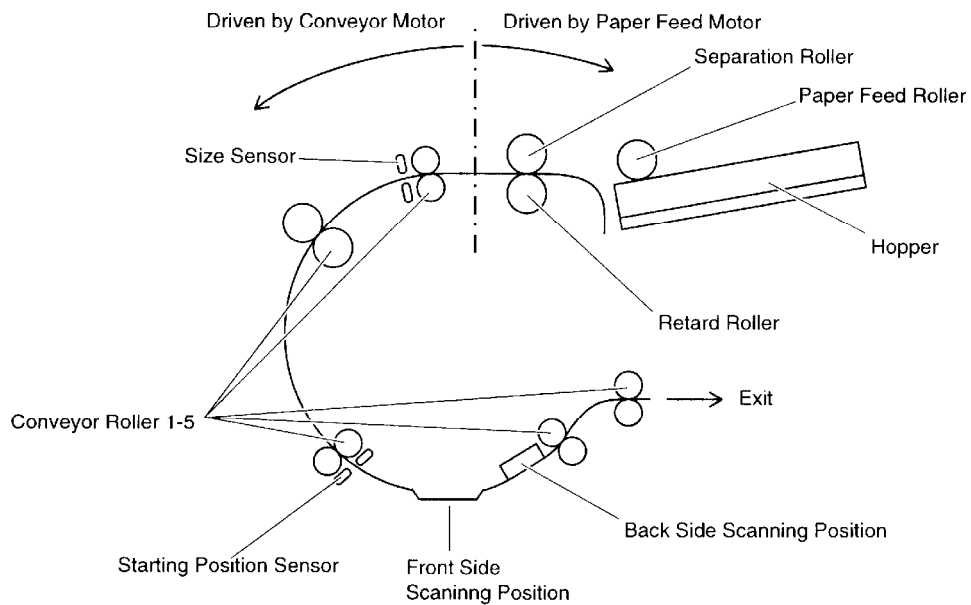 Driven by Conveyor Motor
Driven by Paper Feed Motor
Separation Roller
Paper Feed Roller
Size Sensor
Hopper
Retard Roller
Exit
Conveyor Roller 1-5
Back Side Scanning Position
Starting Position Sensor
Front Side
Scaninng Position